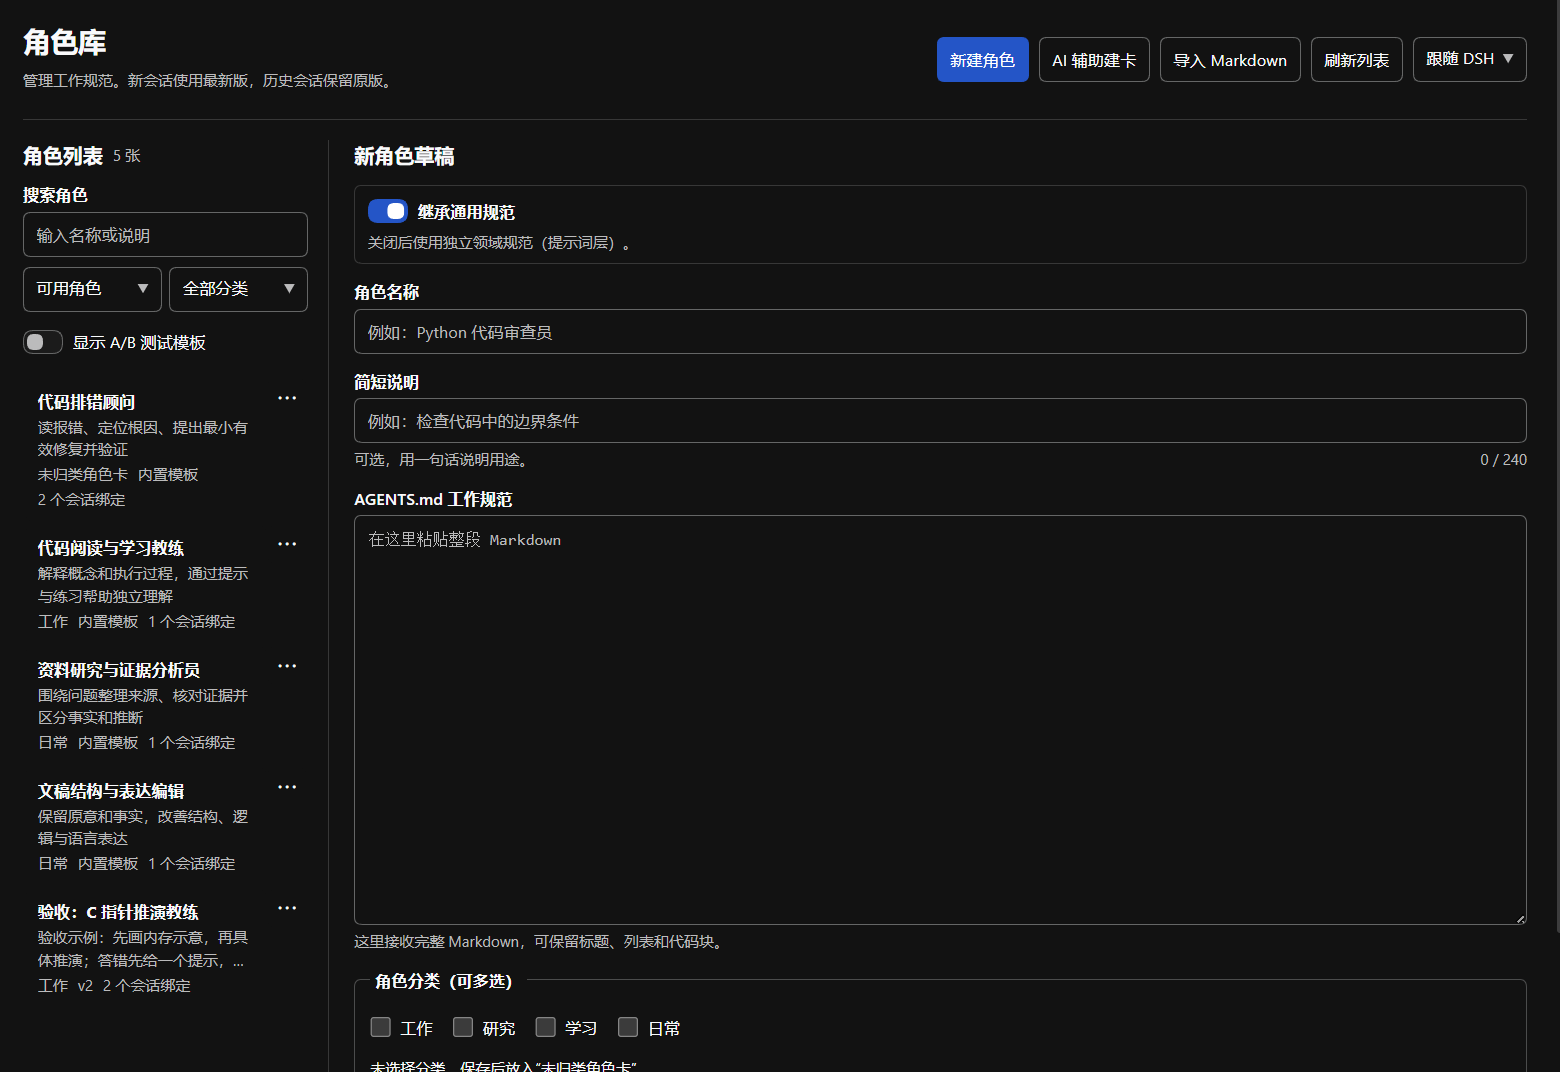 角色库
管理工作规范。新会话使用最新版，历史会话保留原版。
新建角色
AI 辅助建卡
导入 Markdown
刷新列表
跟随 DSH ▼
角色列表 5 张
搜索角色
输入名称或说明
可用角色 ▼
全部分类 ▼
显示 A/B 测试模板
代码排错顾问
读报错、定位根因、提出最小有
效修复并验证
未归类角色卡 内置模板
2 个会话绑定
代码阅读与学习教练
解释概念和执行过程，通过提示
与练习帮助独立理解
工作 内置模板 1 个会话绑定
资料研究与证据分析员
围绕问题整理来源、核对证据并
区分事实和推断
日常 内置模板 1 个会话绑定
文稿结构与表达编辑
保留原意和事实，改善结构、逻
辑与语言表达
日常 内置模板 1 个会话绑定
验收：C 指针推演教练
验收示例：先画内存示意，再具
体推演；答错先给一个提示，...
工作 v2 2 个会话绑定
新角色草稿
继承通用规范
关闭后使用独立领域规范（提示词层）。
角色名称
例如：Python 代码审查员
简短说明
例如：检查代码中的边界条件
可选，用一句话说明用途。
0 / 240
AGENTS.md 工作规范
在这里粘贴整段 Markdown
这里接收完整 Markdown，可保留标题、列表和代码块。
角色分类（可多选）
工作 研究 学习 日常
未选择分类，保存后放入“未归类角色卡”